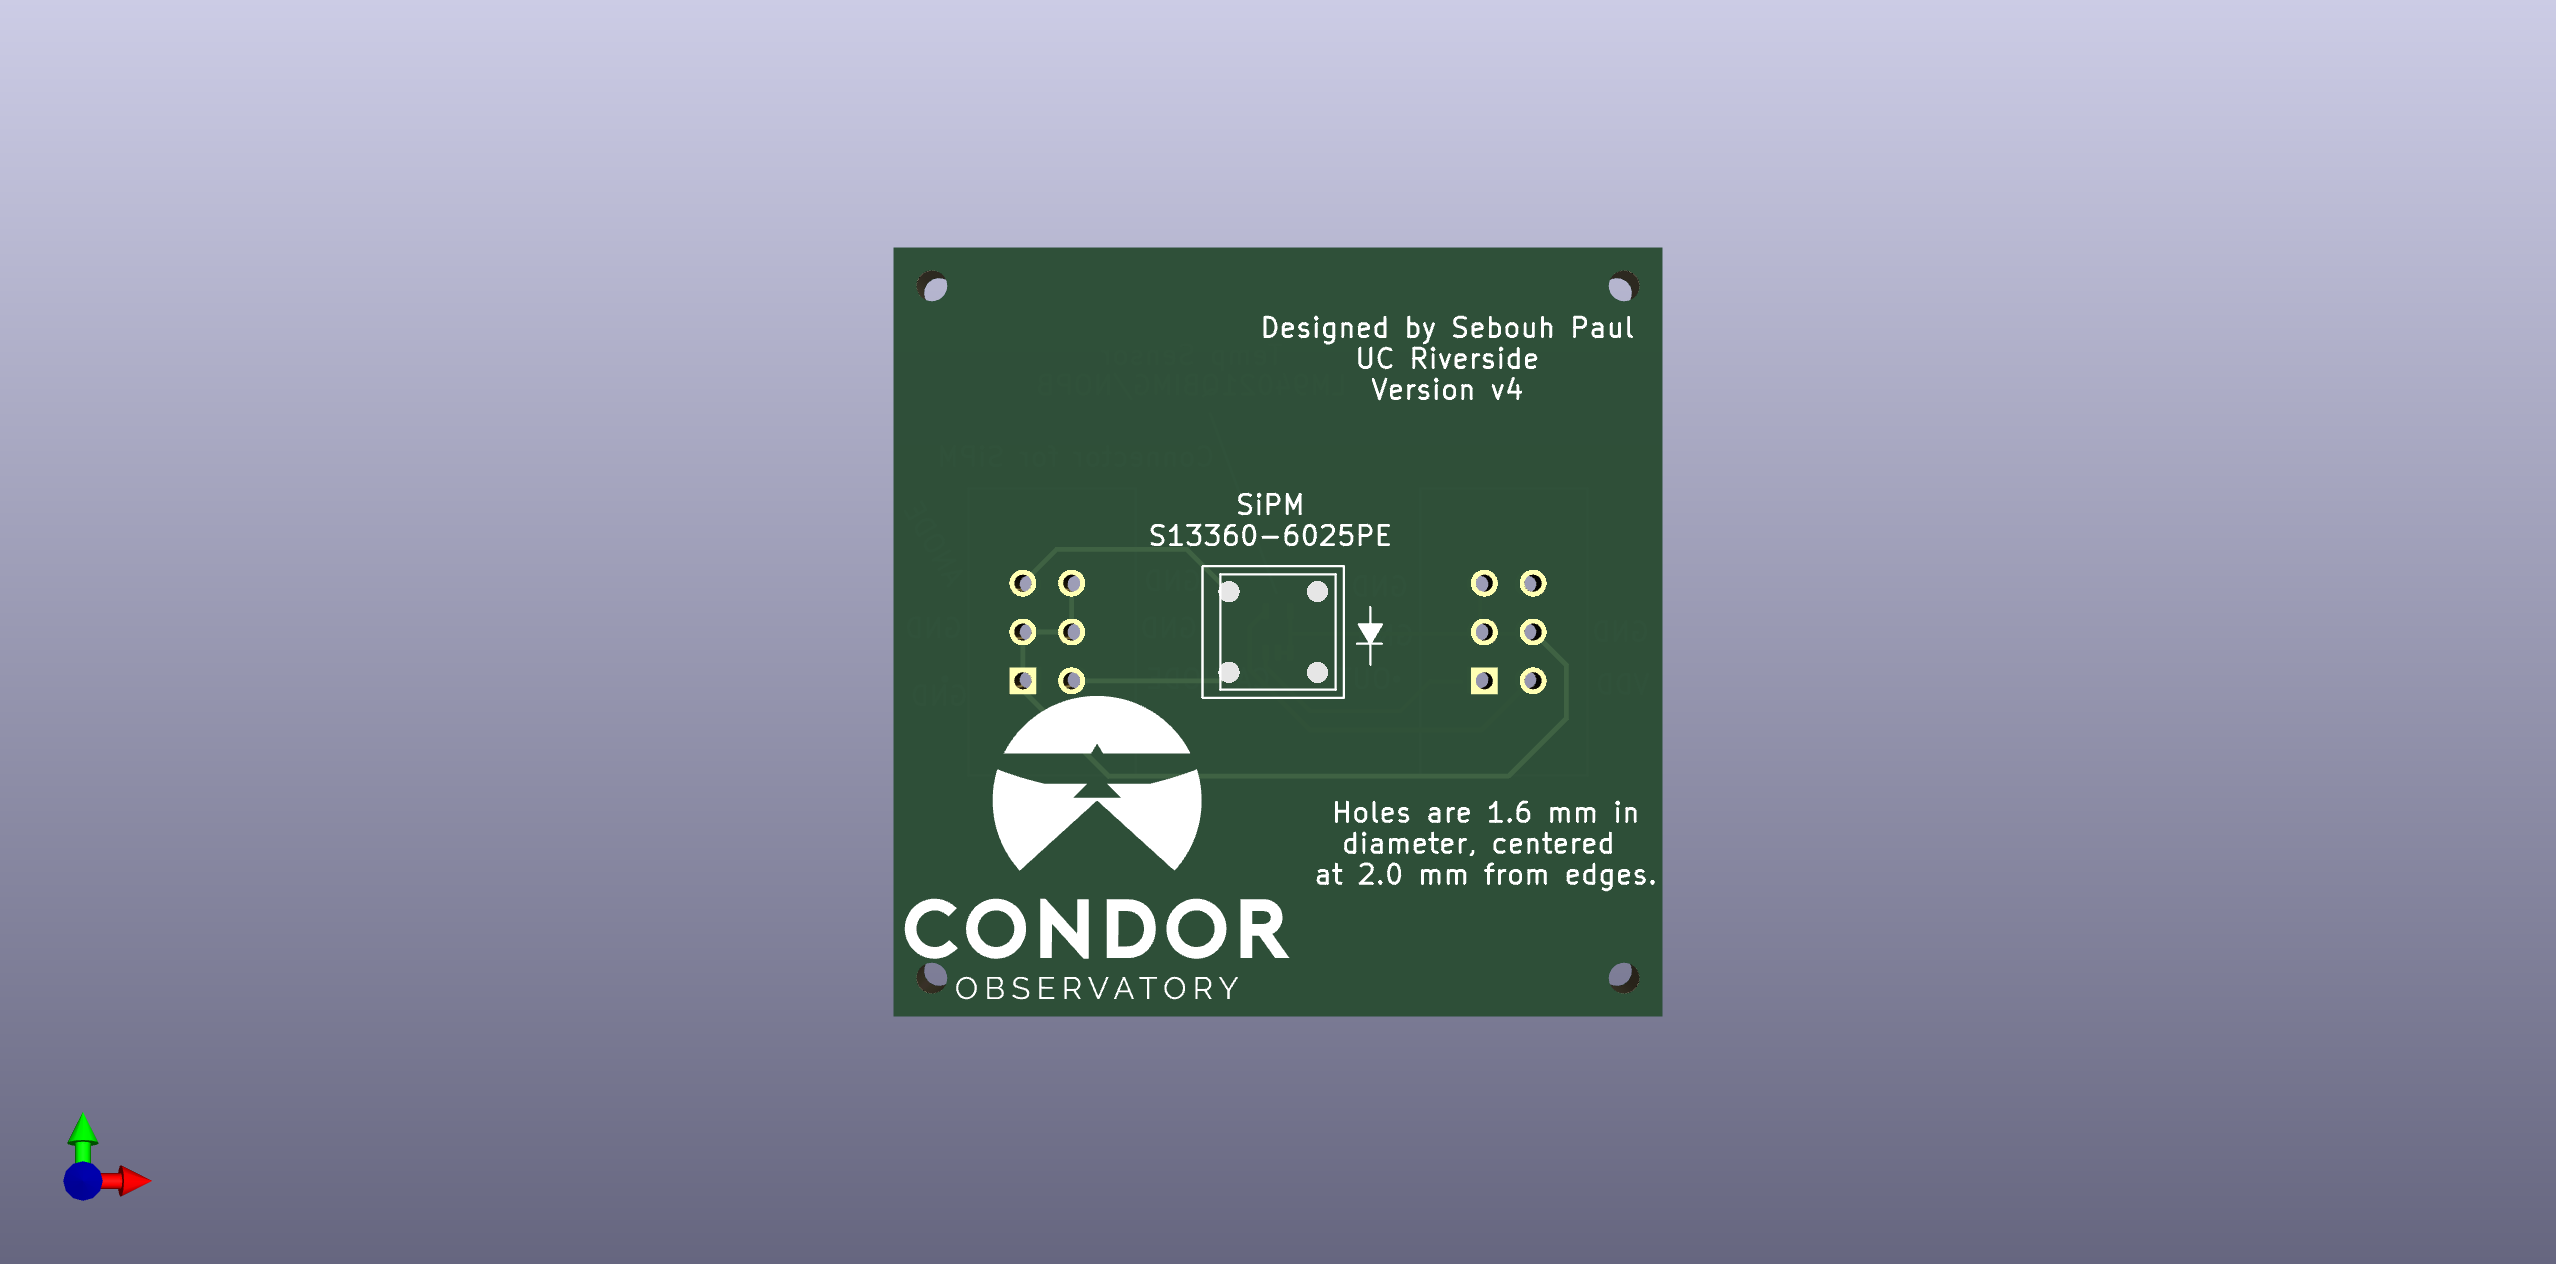 Designed by Sebouh Paul
UC Riverside
Version v4
SiPM
S13360-6025PE
Holes are 1.6 mm in
diameter, centered
at 2.0 mm from edges.
CONDOR
OBSERVATORY